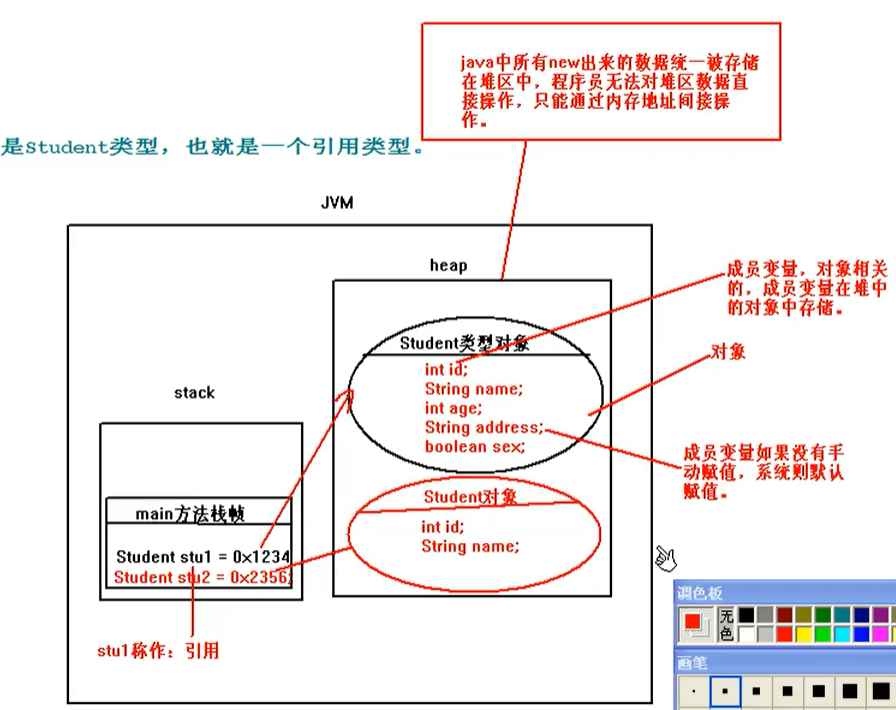 java中所有new出来的数据统一被存储
在堆区中，程序员无法对堆区数据直
接操作，只能通过内存地址间接操
作。
是Student类型，也就是一个引用类型。
JVM
heap
成员变量，对象相关
的，成员变量在堆中
的对象中存储。
Student类型对象
对象
int id;
String name;
int age;
String address;
boolean sex;
stack
成员变量如果没有手
动赋值，系统则默认
赋值。
Student对象
int id;
String name;
main方法栈帧
Student stu1 = 0x1234
Student stu2 = 0x2356;
stu1称作：引用
调色板
无
色
画笔